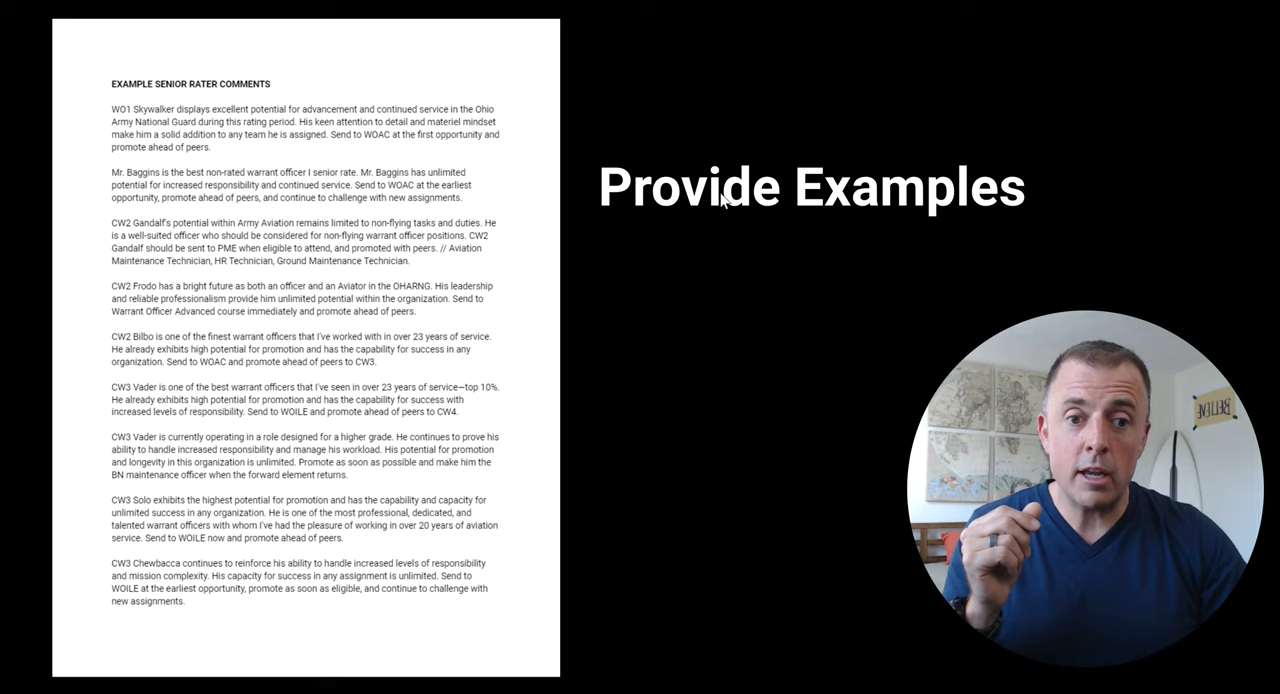 EXAMPLE SENIOR RATER COMMENTS
WO1 Skywalker displays excellent potential for advancement and continued service in the Ohio
Army National Guard during this rating period. His keen attention to detail and materiel mindset
make him a solid addition to any team he is assigned. Send to WOAC at the first opportunity and
promote ahead of peers.
Mr. Baggins is the best non-rated warrant officer I senior rate. Mr. Baggins has unlimited
potential for increased responsibility and continued service. Send to WOAC at the earliest
opportunity, promote ahead of peers, and continue to challenge with new assignments.
CW2 Gandalf's potential within Army Aviation remains limited to non-flying tasks and duties. He
is a well-suited officer who should be considered for non-flying warrant officer positions. CW2
Gandalf should be sent to PME when eligible to attend, and promoted with peers. // Aviation
Maintenance Technician, HR Technician, Ground Maintenance Technician.
CW2 Frodo has a bright future as both an officer and an Aviator in the OHARNG. His leadership
and reliable professionalism provide him unlimited potential within the organization. Send to
Warrant Officer Advanced course immediately and promote ahead of peers.
CW2 Bilbo is one of the finest warrant officers that I've worked with in over 23 years of service.
He already exhibits high potential for promotion and has the capability for success in any
organization. Send to WOAC and promote ahead of peers to CW3.
CW3 Vader is one of the best warrant officers that I've seen in over 23 years of service—top 10%.
He already exhibits high potential for promotion and has the capability for success with
increased levels of responsibility. Send to WOILE and promote ahead of peers to CW4.
CW3 Vader is currently operating in a role designed for a higher grade. He continues to prove his
ability to handle increased responsibility and manage his workload. His potential for promotion
and longevity in this organization is unlimited. Promote as soon as possible and make him the
BN maintenance officer when the forward element returns.
CW3 Solo exhibits the highest potential for promotion and has the capability and capacity for
unlimited success in any organization. He is one of the most professional, dedicated, and
talented warrant officers with whom I've had the pleasure of working in over 20 years of aviation
service. Send to WOILE now and promote ahead of peers.
CW3 Chewbacca continues to reinforce his ability to handle increased levels of responsibility
and mission complexity. His capacity for success in any assignment is unlimited. Send to
WOILE at the earliest opportunity, promote as soon as eligible, and continue to challenge with
new assignments.
Provide Examples
BELIEVE